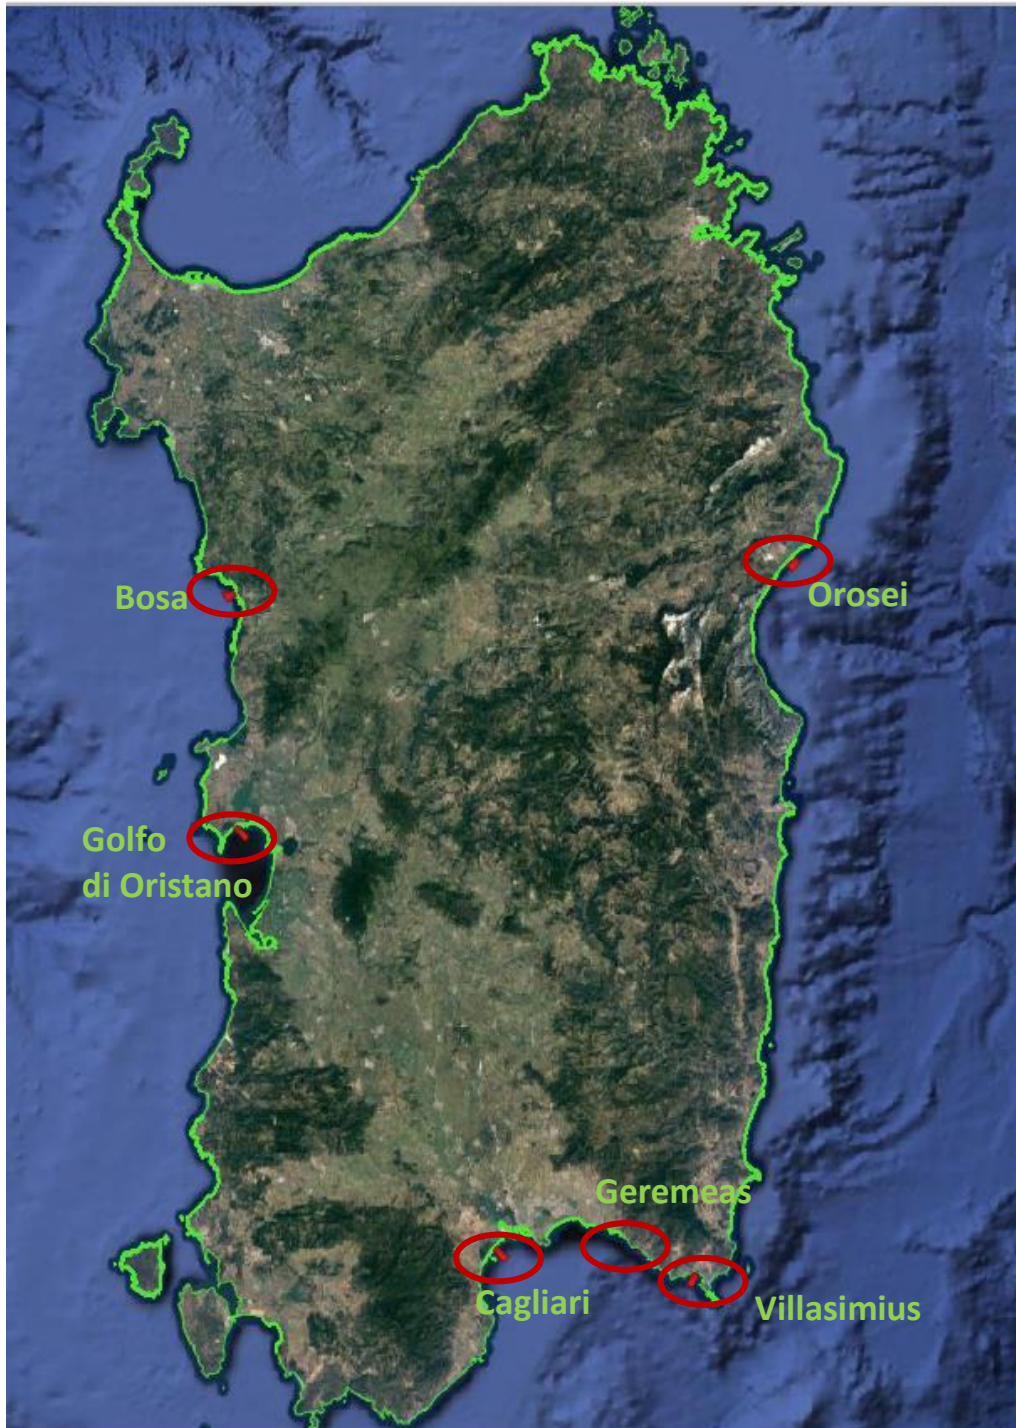 Bosa
Orosei
Golfo
di Oristano
Geremeas
Cagliari
Villasimius